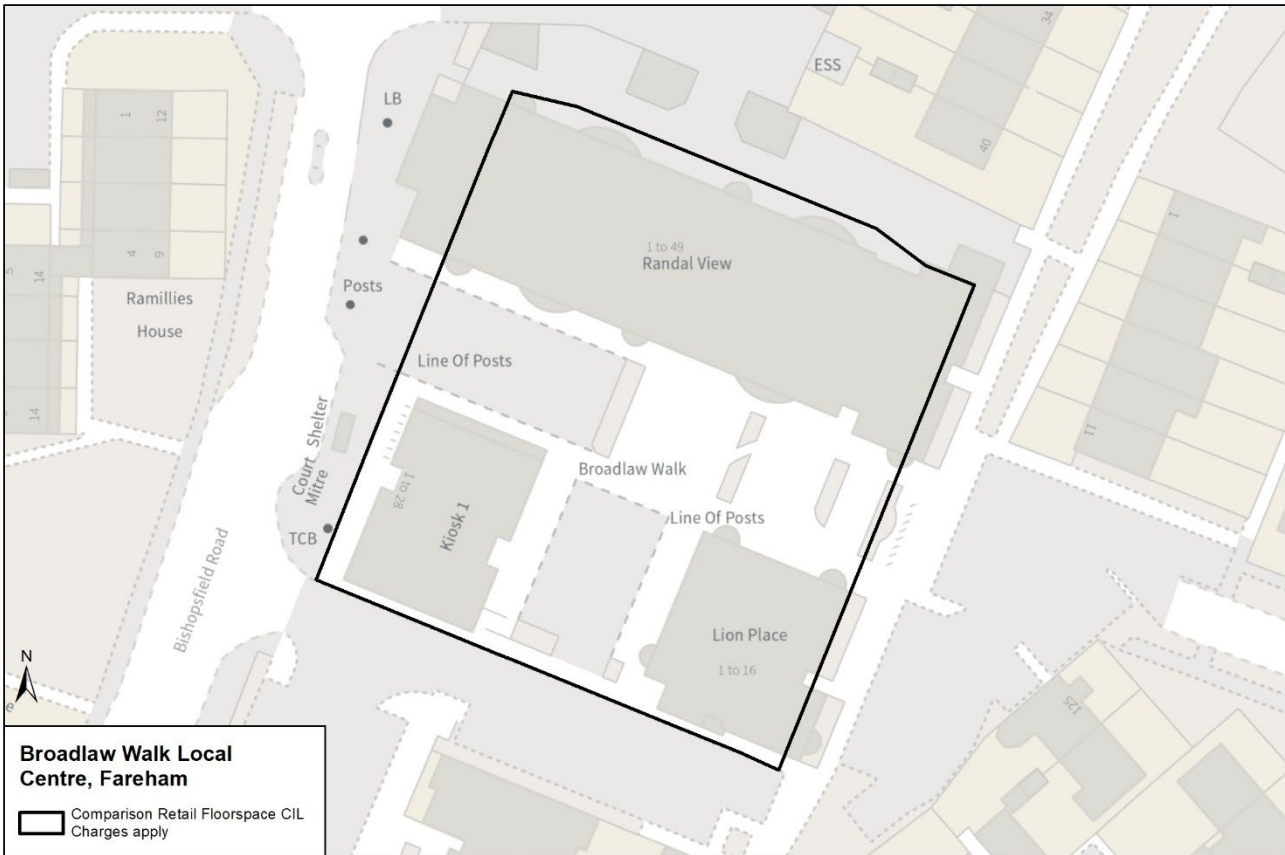 34
ESS
LB
1
12
40
1
1 to 49
Randal View
4
9
5
14
Ramillies
House
Posts
Line Of Posts
14
11
Court Shelter
Mitre
1 to 28
Kiosk 1
Broadlaw Walk
Line Of Posts
TCB
Bishopsfield Road
Lion Place
1 to 16
N
125
Broadlaw Walk Local
Centre, Fareham
Comparison Retail Floorspace CIL
Charges apply